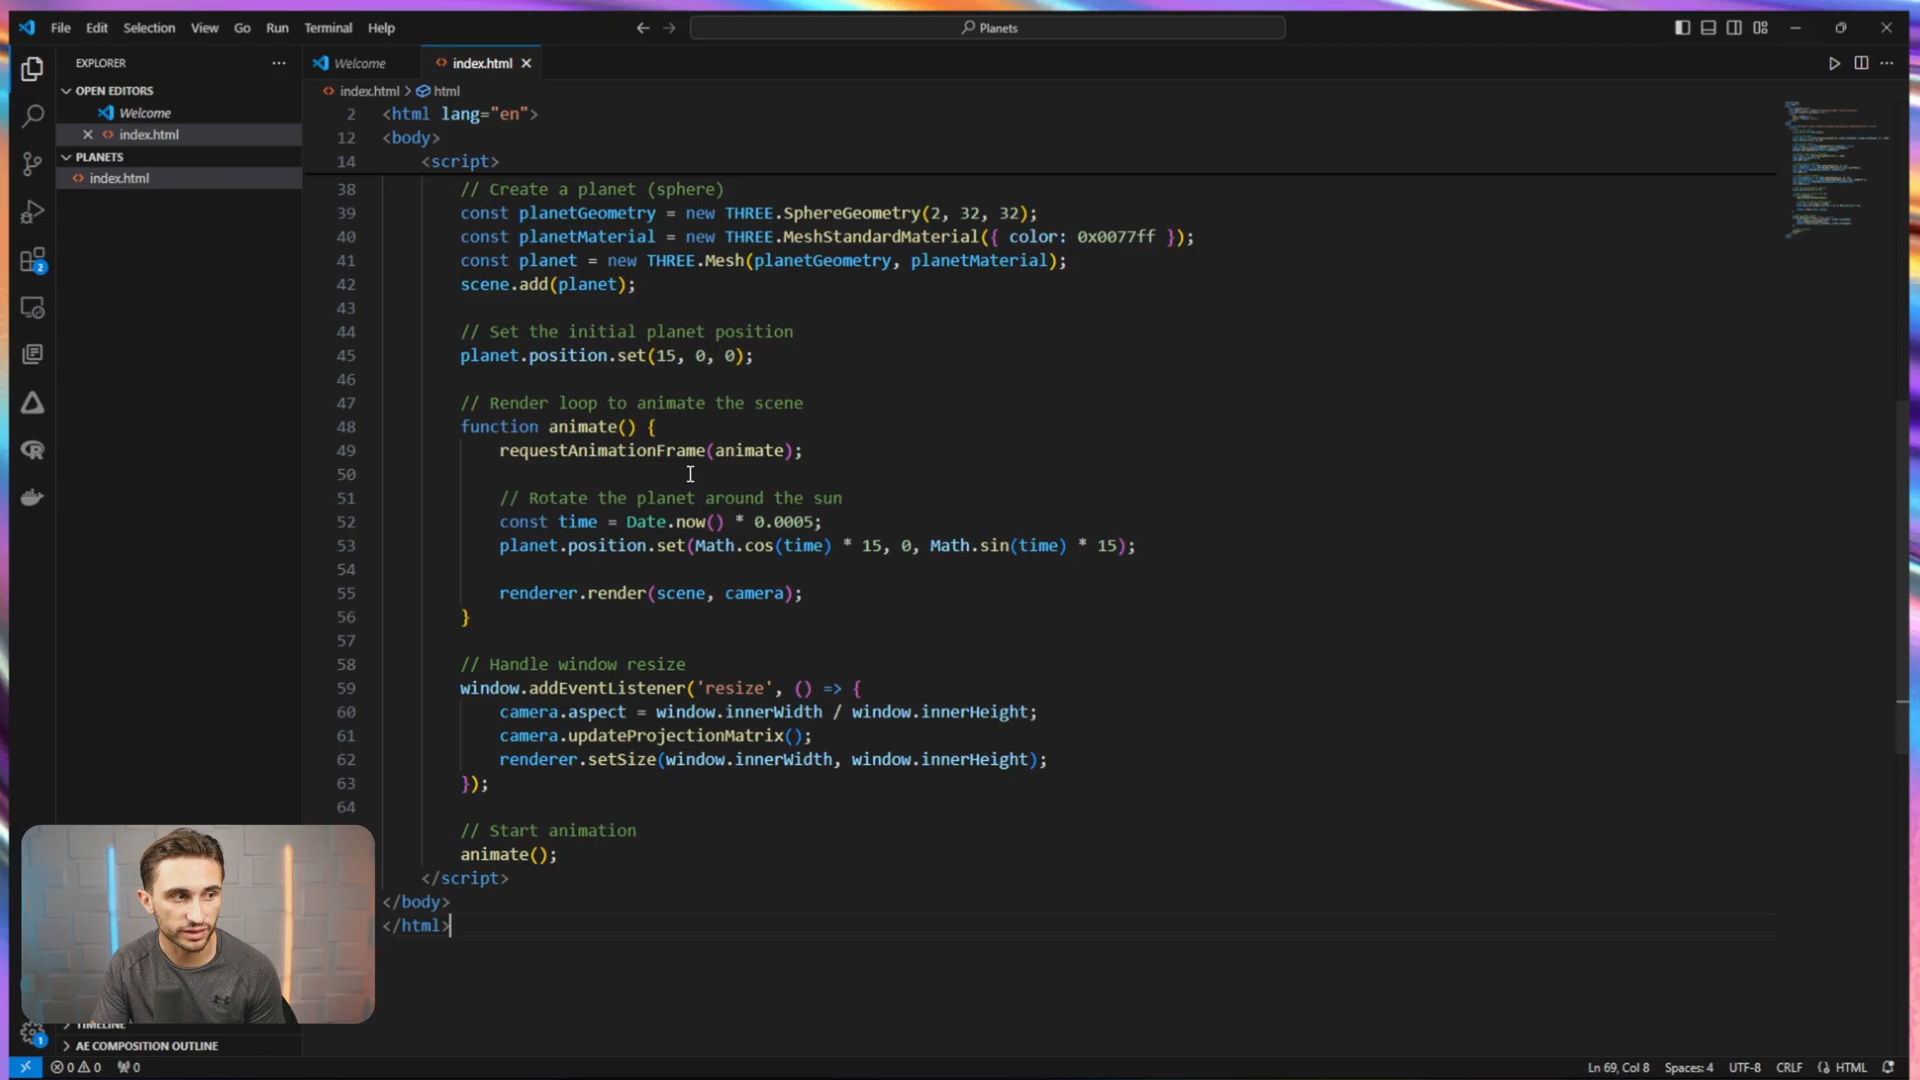 File Edit Selection View Go Run Terminal Help
Planets
EXPLORER
OPEN EDITORS
Welcome
index.html
PLANETS
index.html
TIMELINE
AE COMPOSITION OUTLINE
Welcome
index.html
index.html > html
2 <html lang="en">
12 <body>
14 <script>
38 // Create a planet (sphere)
39 const planetGeometry = new THREE.SphereGeometry(2, 32, 32);
40 const planetMaterial = new THREE.MeshStandardMaterial({ color: 0x0077ff });
41 const planet = new THREE.Mesh(planetGeometry, planetMaterial);
42 scene.add(planet);
43
44 // Set the initial planet position
45 planet.position.set(15, 0, 0);
46
47 // Render loop to animate the scene
48 function animate() {
49 requestAnimationFrame(animate);
50
51 // Rotate the planet around the sun
52 const time = Date.now() * 0.0005;
53 planet.position.set(Math.cos(time) * 15, 0, Math.sin(time) * 15);
54
55 renderer.render(scene, camera);
56 }
57
58 // Handle window resize
59 window.addEventListener('resize', () => {
60 camera.aspect = window.innerWidth / window.innerHeight;
61 camera.updateProjectionMatrix();
62 renderer.setSize(window.innerWidth, window.innerHeight);
63 });
64
// Start animation
animate();
</script>
</body>
</html>
2
1
0 0 0
Ln 69, Col 8 Spaces: 4 UTF-8 CRLF {} HTML